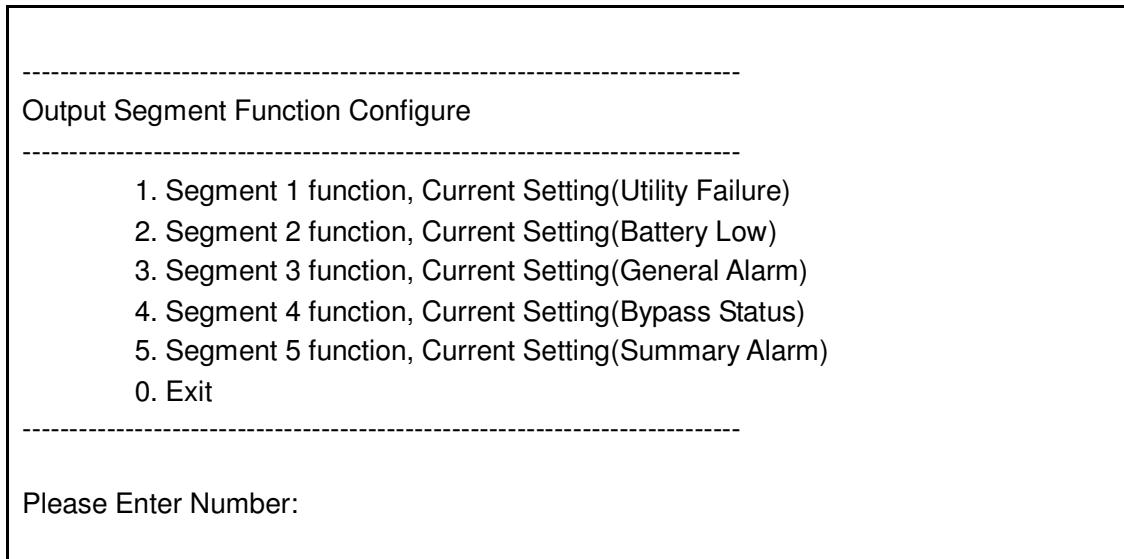 -----------------------------------------------------------------------------
Output Segment Function Configure
-----------------------------------------------------------------------------
1. Segment 1 function, Current Setting(Utility Failure)
2. Segment 2 function, Current Setting(Battery Low)
3. Segment 3 function, Current Setting(General Alarm)
4. Segment 4 function, Current Setting(Bypass Status)
5. Segment 5 function, Current Setting(Summary Alarm)
0. Exit
-----------------------------------------------------------------------------
Please Enter Number: